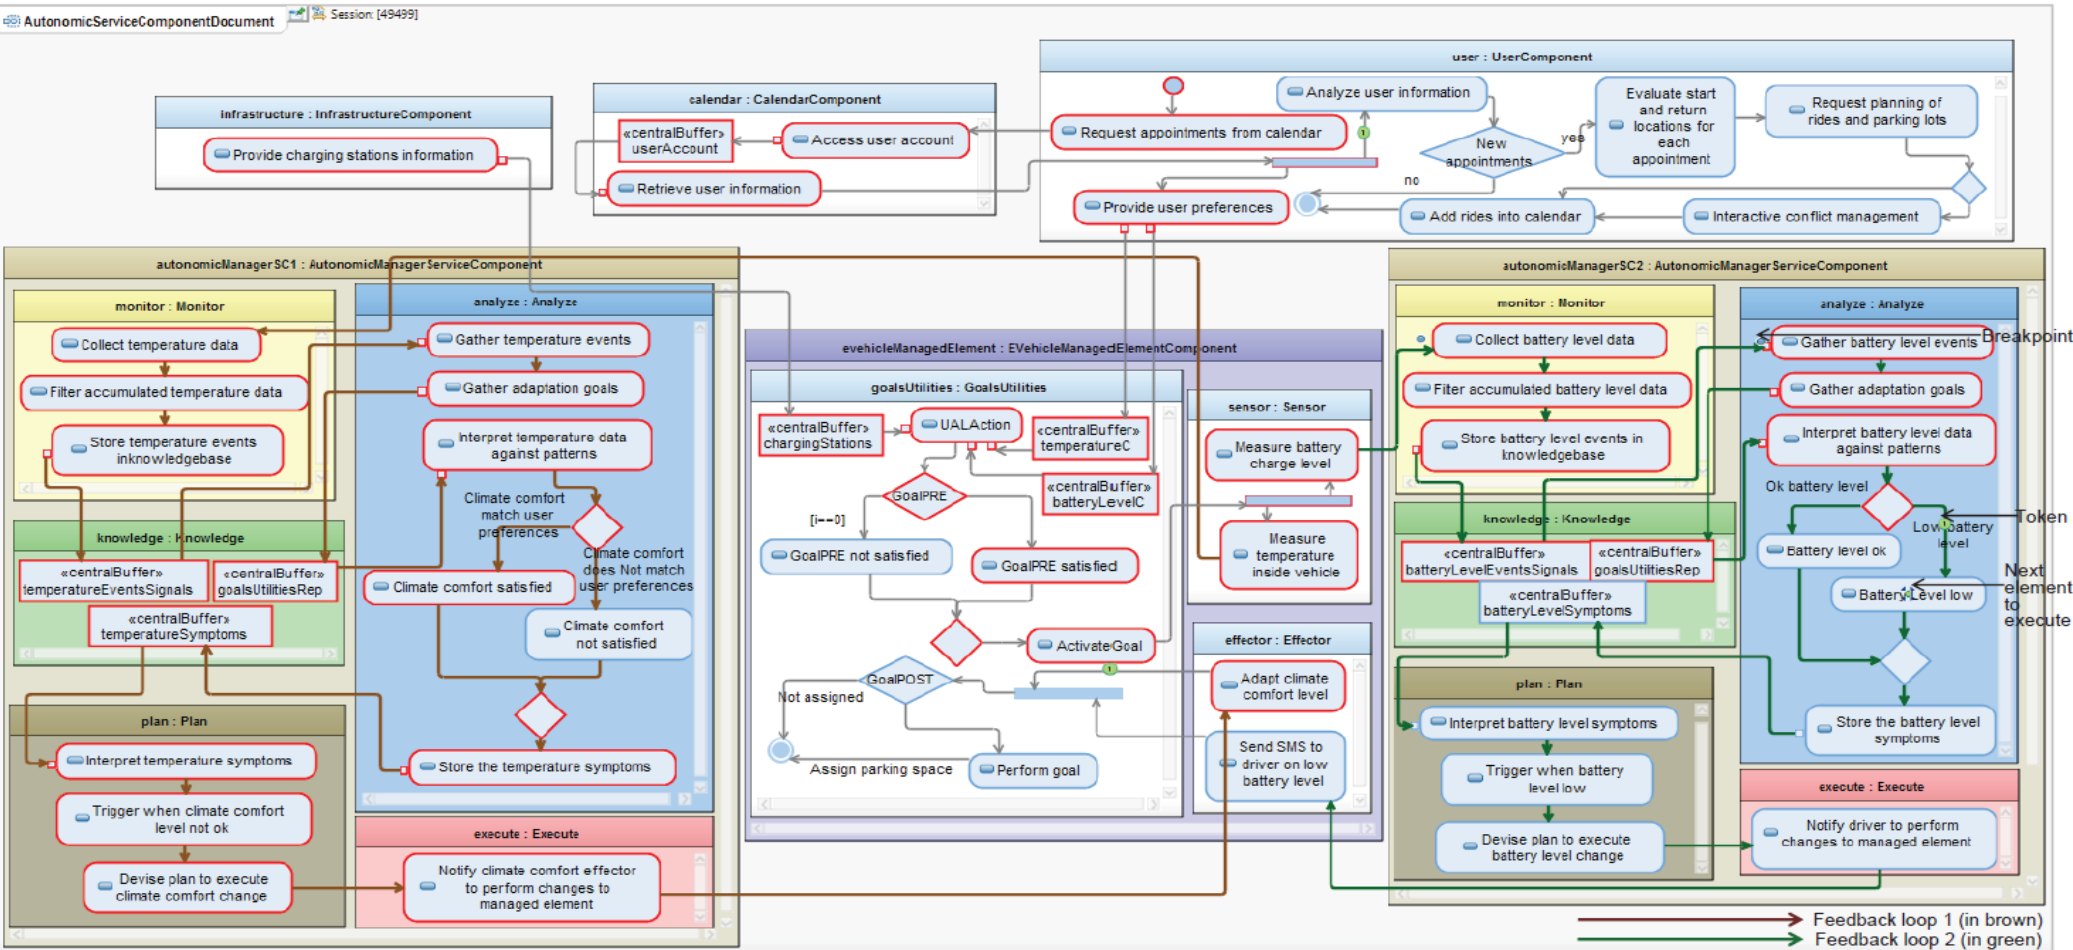 AutonomicServiceComponentDocument
Session: [49499]
user : UserComponent
Analyze user information
Evaluate start
and return
locations for
each
appointment
Request planning of
rides and parking lots
Request appointments from calendar
1
New
appointments
yes
no
Provide user preferences
Add rides into calendar
Interactive conflict management
calendar : CalendarComponent
«centralBuffer»
userAccount
Access user account
Retrieve user information
infrastructure : InfrastructureComponent
Provide charging stations information
autonomicManagerSC1 : AutonomicManagerServiceComponent
monitor : Monitor
Collect temperature data
Filter accumulated temperature data
Store temperature events
inknowledgebase
analyze : Analyze
Gather temperature events
Gather adaptation goals
Interpret temperature data
against patterns
Climate comfort
match user
preferences
Climate comfort
does Not match
user preferences
Climate comfort satisfied
Climate comfort
not satisfied
Store the temperature symptoms
knowledge : Knowledge
«centralBuffer»
temperatureEventsSignals
«centralBuffer»
goalsUtilitiesRep
«centralBuffer»
temperatureSymptoms
plan : Plan
Interpret temperature symptoms
Trigger when climate comfort
level not ok
Devise plan to execute
climate comfort change
execute : Execute
Notify climate comfort effector
to perform changes to
managed element
evehicleManagedElement : EVehicleManagedElementComponent
goalsUtilities : GoalsUtilities
«centralBuffer»
chargingStations
UALAction
«centralBuffer»
temperatureC
«centralBuffer»
batteryLevelC
GoalPRE
[i--0]
GoalPRE not satisfied
GoalPRE satisfied
ActivateGoal
1
GoalPOST
Not assigned
Assign parking space
Perform goal
sensor : Sensor
Measure battery
charge level
Measure
temperature
inside vehicle
effector : Effector
Adapt climate
comfort level
Send SMS to
driver on low
battery level
autonomicManagerSC2 : AutonomicManagerServiceComponent
monitor : Monitor
Collect battery level data
Filter accumulated battery level data
Store battery level events in
knowledgebase
analyze : Analyze
Gather battery level events
Breakpoint
Gather adaptation goals
Interpret battery level data
against patterns
Ok battery level
Token
Low battery
level
Battery level ok
Battery Level low
Next
element
to
execute
Store the battery level
symptoms
knowledge : Knowledge
«centralBuffer»
batteryLevelEventsSignals
«centralBuffer»
goalsUtilitiesRep
«centralBuffer»
batteryLevelSymptoms
plan : Plan
Interpret battery level symptoms
Trigger when battery
level low
Devise plan to execute
battery level change
execute : Execute
Notify driver to perform
changes to managed element
Feedback loop 1 (in brown)
Feedback loop 2 (in green)